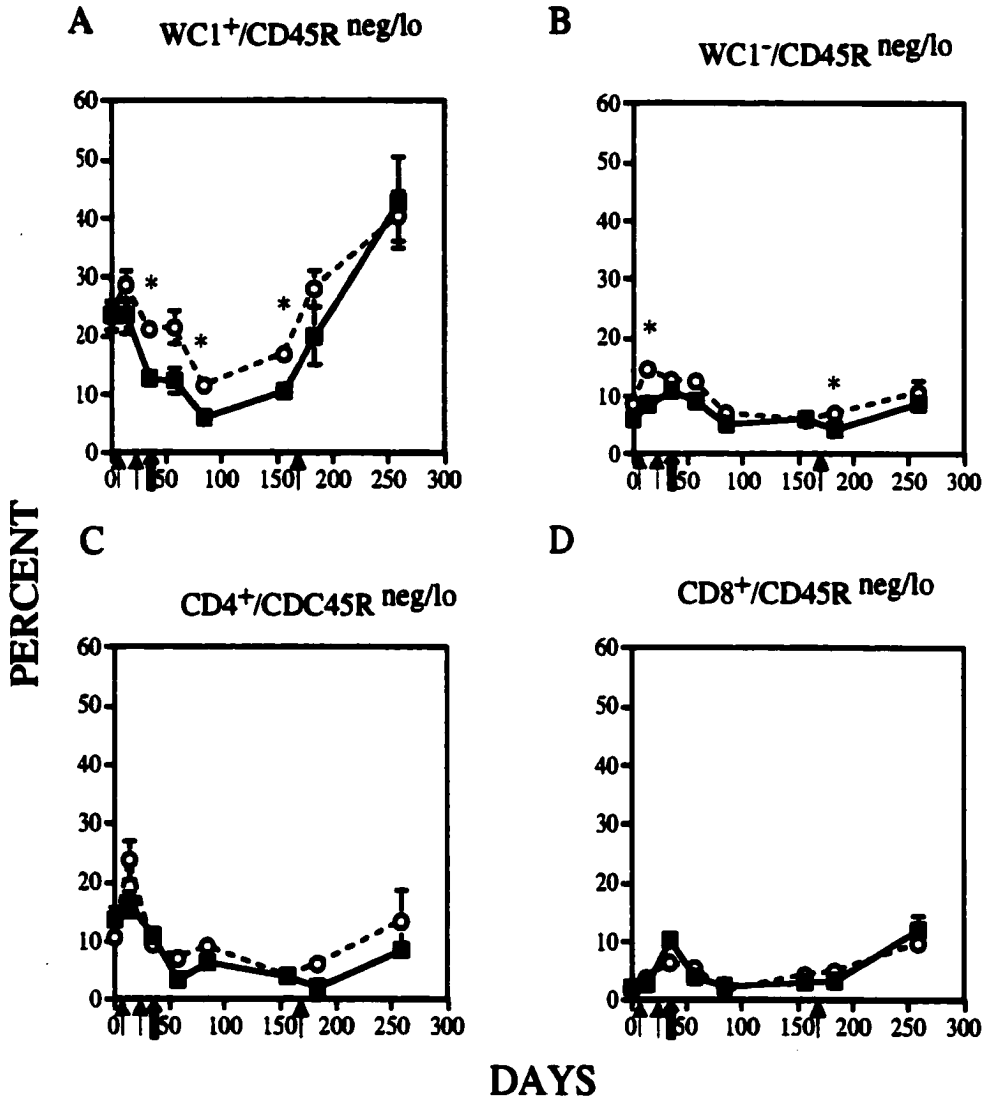 A
WC1+/CD45R neg/lo
B
WC1-/CD45R neg/lo
60
50
40
30
20
10
0
*
*
*
0 50 100 150 200 250 300
60
50
40
30
20
10
0
*
*
0 50 100 150 200 250 300
PERCENT
C
CD4+/CDC45R neg/lo
D
CD8+/CD45R neg/lo
60
50
40
30
20
10
0
0 50 100 150 200 250 300
60
50
40
30
20
10
0
0 50 100 150 200 250 300
DAYS